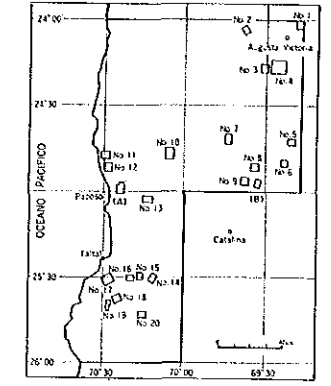 24°00'
No. 1
No. 2
Augusta Victoria
No. 3
No. 4
24°30'
No. 7
No. 5
No. 10
No. 11
No. 8
No. 6
No. 12
No. 9
Paposo
(A)
(B)
No. 13
OCEANO PACIFICO
Catalina
Taltal
No. 16
No. 15
25°30'
No. 14
No. 17
No. 18
No. 19
No. 20
26°00'
70°30'
70°00'
69°30'